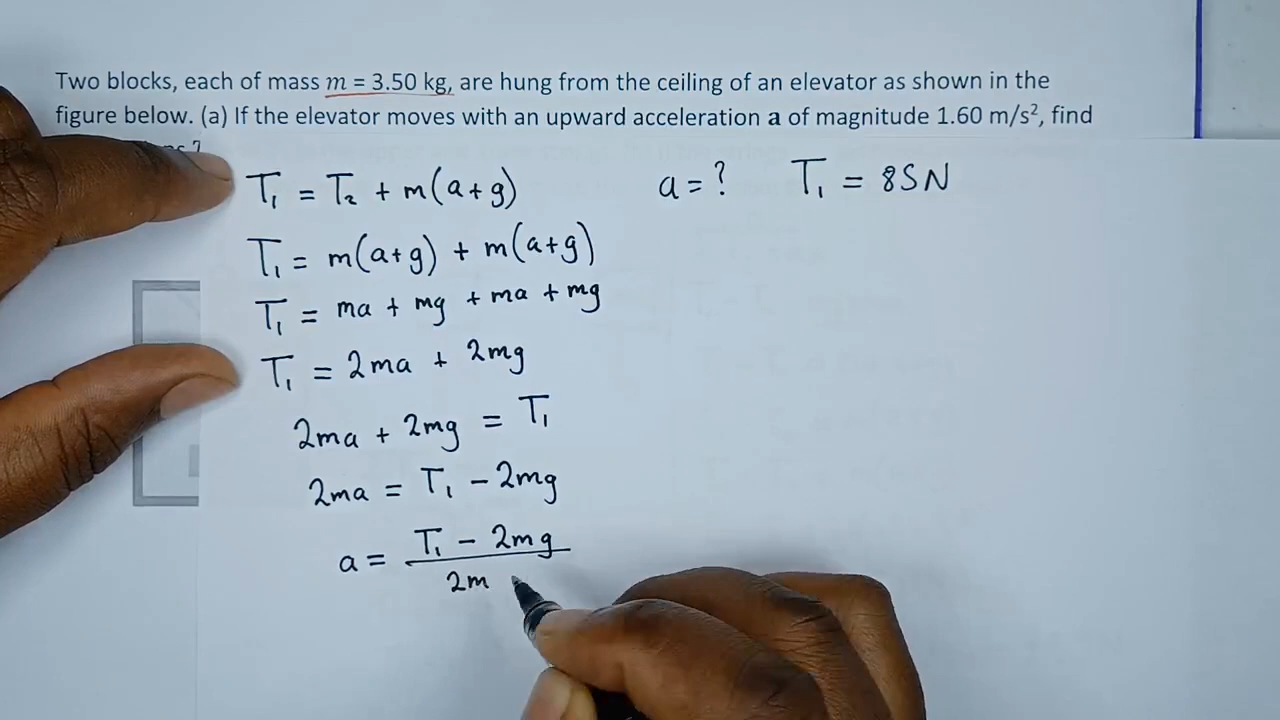 Two blocks, each of mass m = 3.50 kg, are hung from the ceiling of an elevator as shown in the
figure below. (a) If the elevator moves with an upward acceleration a of magnitude 1.60 m/s², find
T₁ = T₂ + m(a+g)
a = ? T₁ = 85N
T₁ = m(a+g) + m(a+g)
T₁ = ma + mg + ma + mg
T₁ = 2ma + 2mg
2ma + 2mg = T₁
2ma = T₁ - 2mg
a = (T₁ - 2mg) / 2m